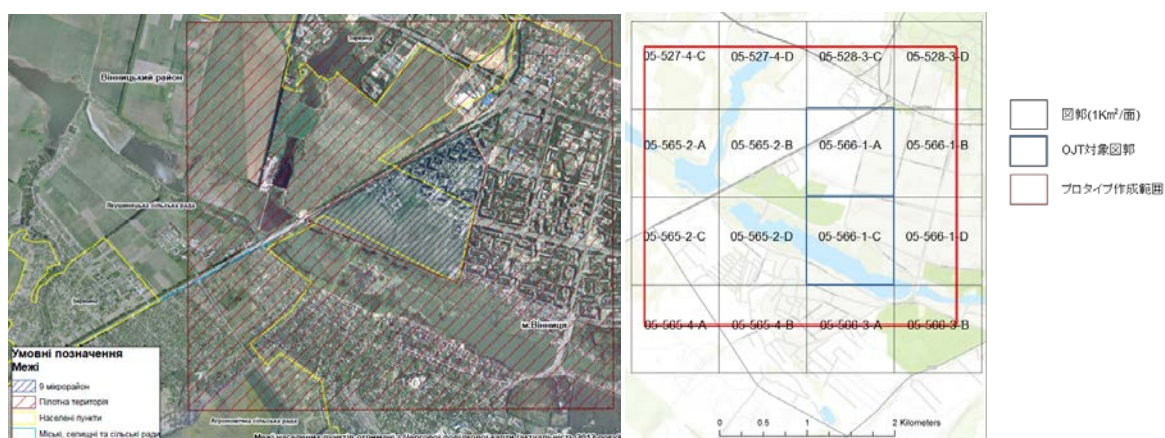 Вінницький район
Якушинецька сільська рада
м.Вінниця
Умовні позначення
Межі
9 мікрорайон
Пілотна територія
Населені пункти
Міські, селищні та сільські ради
05-527-4-C 05-527-4-D 05-528-3-C 05-528-3-D
05-565-2-A 05-565-2-B 05-566-1-A 05-566-1-B
05-565-2-C 05-565-2-D 05-566-1-C 05-566-1-D
05-565-4-A 05-565-4-B 05-566-3-A 05-566-3-B
0 0.5 1 2 Kilometers
図郭(1Km²/面)
OJT対象図郭
プロタイプ作成範囲